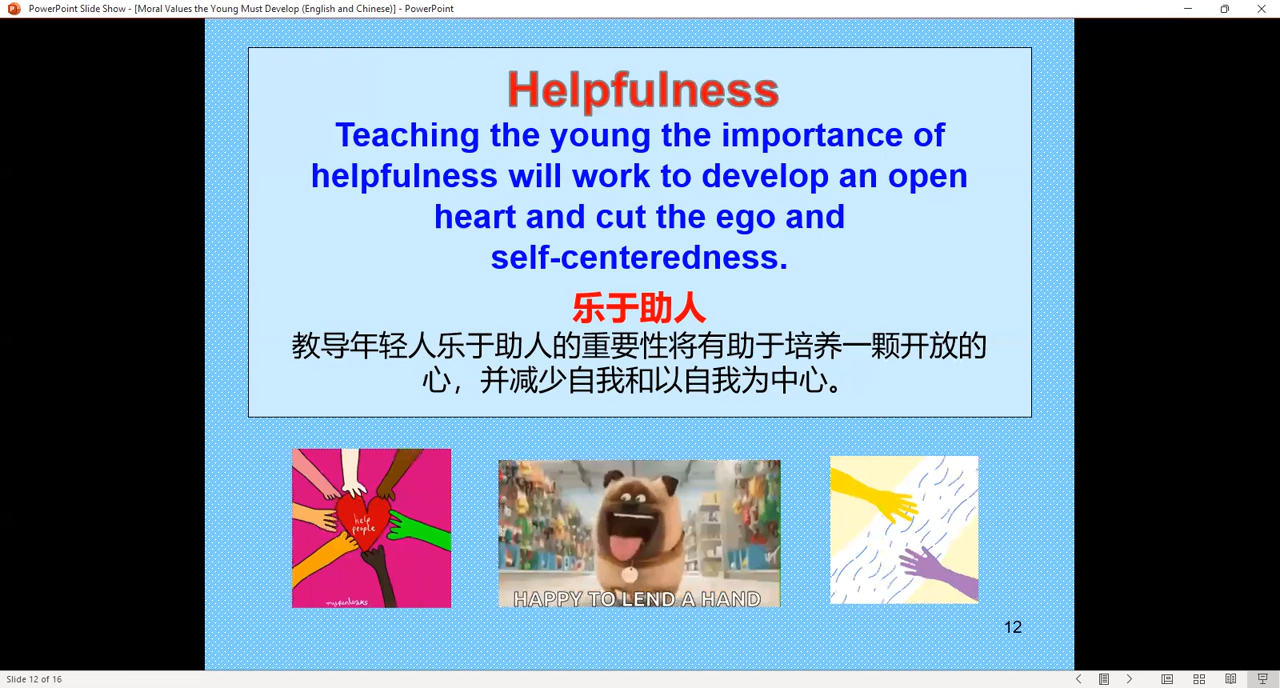 PowerPoint Slide Show - [Moral Values the Young Must Develop (English and Chinese)] - PowerPoint
Helpfulness
Teaching the young the importance of
helpfulness will work to develop an open
heart and cut the ego and
self-centeredness.
乐于助人
教导年轻人乐于助人的重要性将有助于培养一颗开放的
心，并减少自我和以自我为中心。
help
people
HAPPY TO LEND A HAND
12
Slide 12 of 16